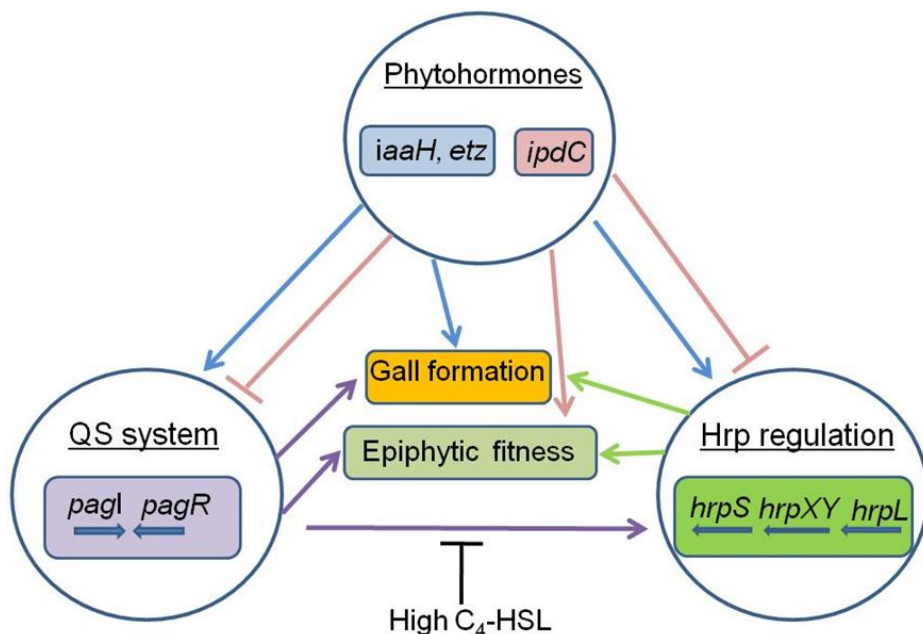 Phytohormones
iaaH, etz
ipdC
Gall formation
QS system
Hrp regulation
Epiphytic fitness
pagI pagR
hrpS hrpXY hrpL
High C₄-HSL